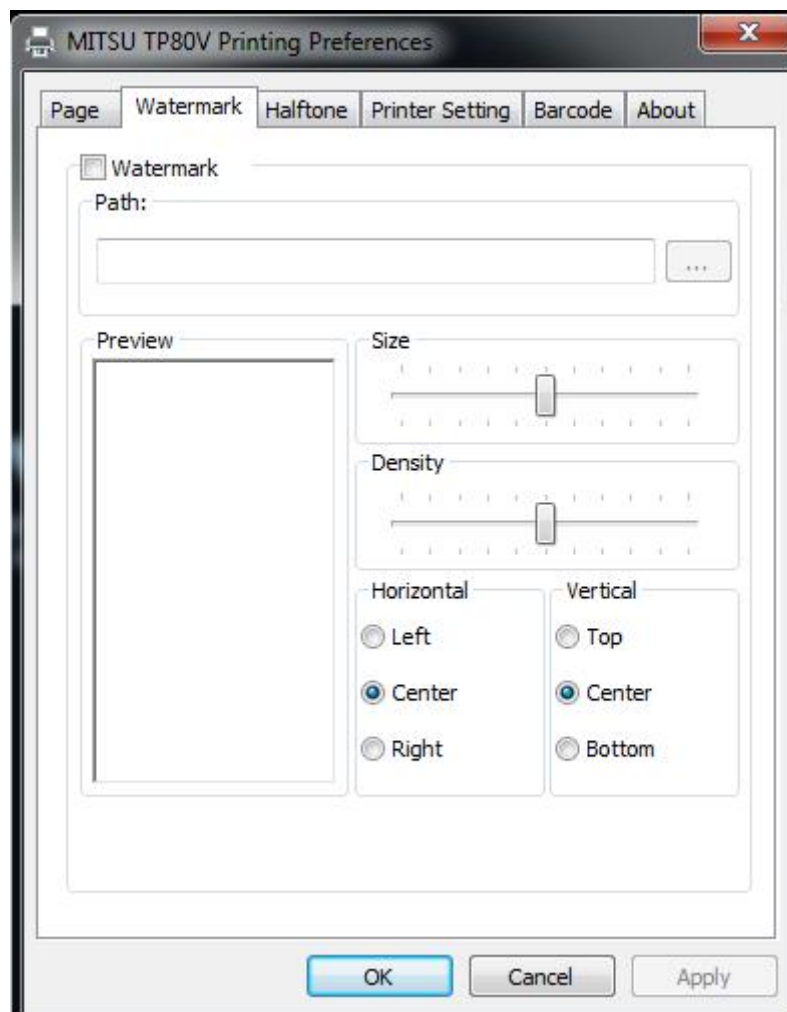 MITSU TP80V Printing Preferences
Page Watermark Halftone Printer Setting Barcode About
Watermark
Path:
...
Preview
Size
Density
Horizontal Vertical
Left Top
Center Center
Right Bottom
OK Cancel Apply